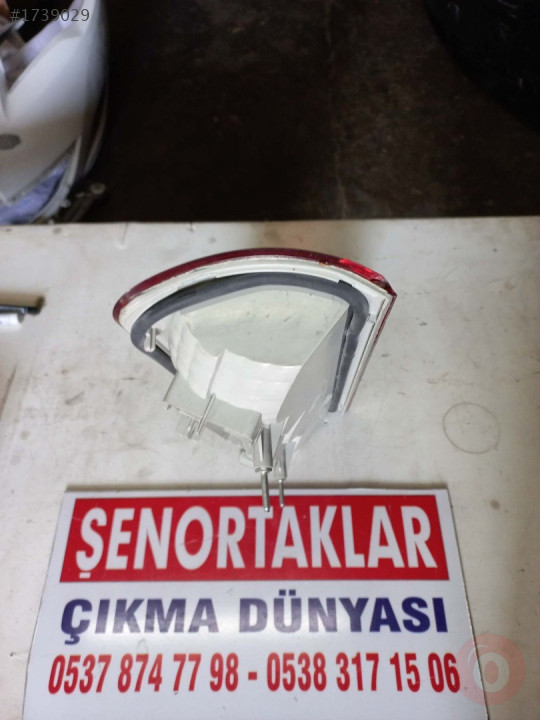 #1739029
ŞENORTAKLAR
ÇIKMA DÜNYASI
0537 874 77 98 - 0538 317 15 06